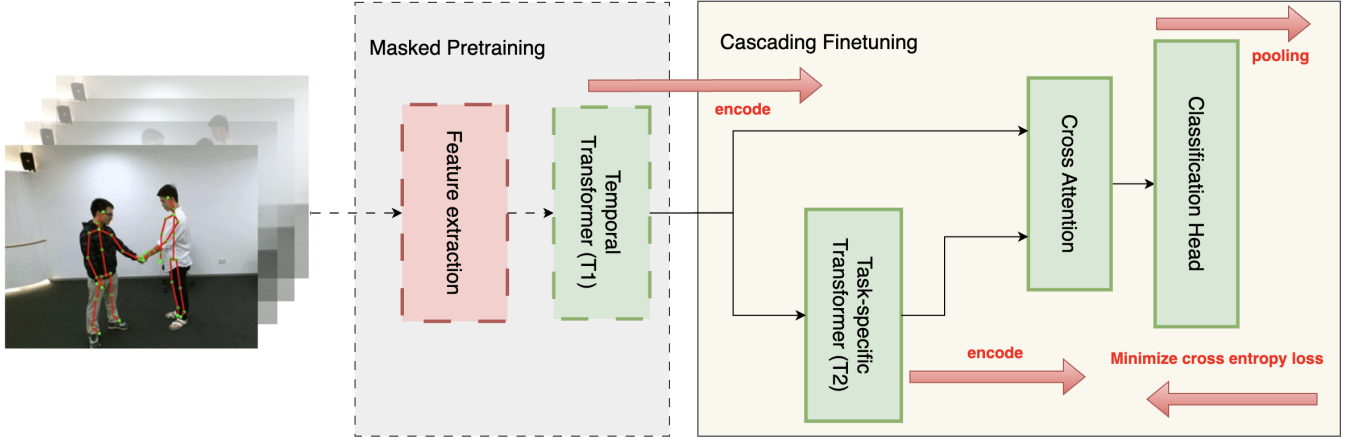 Masked Pretraining
Cascading Finetuning
pooling
encode
Feature extraction
Temporal
Transformer (T1)
Cross Attention
Classification Head
Task-specific
Transformer (T2)
encode
Minimize cross entropy loss